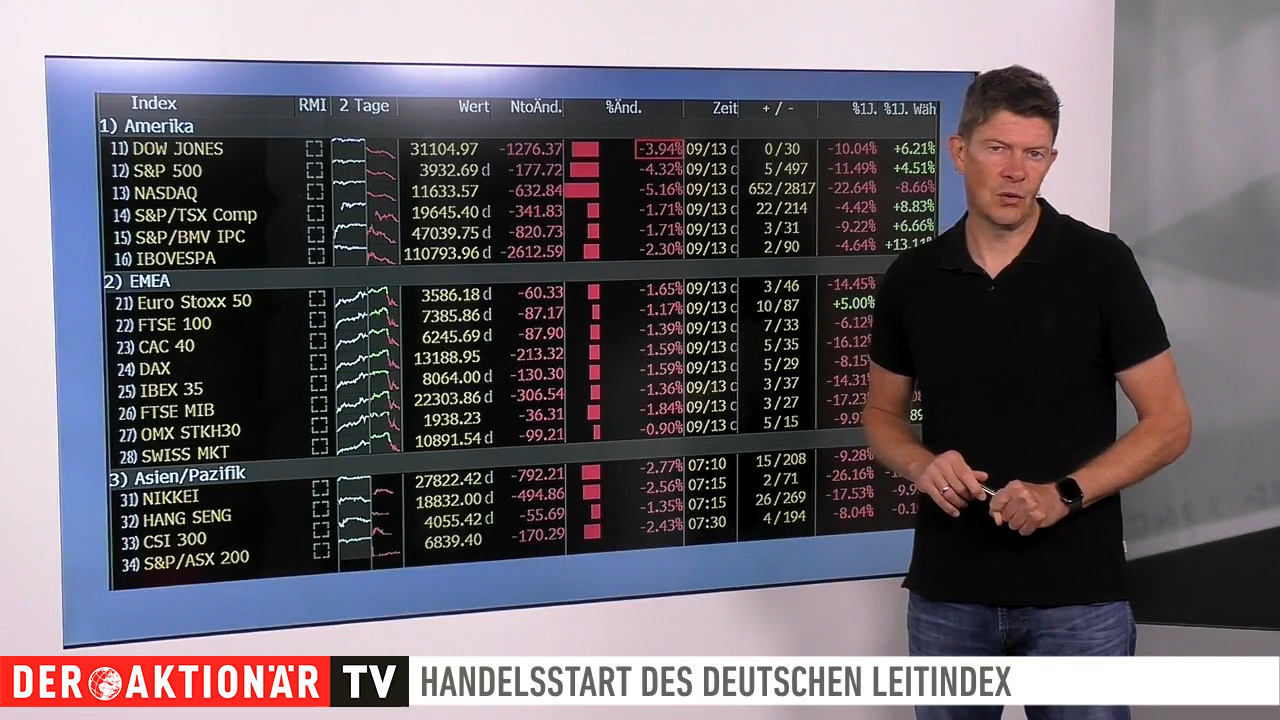 Index RMI 2 Tage Wert NtoÄnd. %Änd. Zeit + / - %1J. %1J. Wäh
1) Amerika
11) DOW JONES 31104.97 -1276.37 -3.94% 09/13 c 0/30 -10.04% +6.21%
12) S&P 500 3932.69 d -177.72 -4.32% 09/13 c 5/497 -11.49% +4.51%
13) NASDAQ 11633.57 -632.84 -5.16% 09/13 c 652/2817 -22.64% -8.66%
14) S&P/TSX Comp 19645.40 d -341.83 -1.71% 09/13 c 22/214 -4.42% +8.83%
15) S&P/BMV IPC 47039.75 d -820.73 -1.71% 09/13 c 3/31 -9.22% +6.66%
16) IBOVESPA 110793.96 d -2612.59 -2.30% 09/13 c 2/90 -4.64% +13.11%
2) EMEA
21) Euro Stoxx 50 3586.18 d -60.33 -1.65% 09/13 c 3/46 -14.45%
22) FTSE 100 7385.86 d -87.17 -1.17% 09/13 c 10/87 +5.00%
23) CAC 40 6245.69 d -87.90 -1.39% 09/13 c 7/33 -6.12%
24) DAX 13188.95 -213.32 -1.59% 09/13 c 5/35 -16.12%
25) IBEX 35 8064.00 d -130.30 -1.59% 09/13 c 5/29 -8.15%
26) FTSE MIB 22303.86 d -306.54 -1.36% 09/13 c 3/37 -14.31%
27) OMX STKH30 1938.23 -36.31 -1.84% 09/13 c 3/27 -17.23%
28) SWISS MKT 10891.54 d -99.21 -0.90% 09/13 c 5/15 -9.97%
3) Asien/Pazifik
31) NIKKEI 27822.42 d -792.21 -2.77% 07:10 15/208 -9.28%
32) HANG SENG 18832.00 d -494.86 -2.56% 07:15 2/71 -26.16%
33) CSI 300 4055.42 d -55.69 -1.35% 07:15 26/269 -17.53%
34) S&P/ASX 200 6839.40 -170.29 -2.43% 07:30 4/194 -8.04%
DER AKTIONÄR TV HANDELSSTART DES DEUTSCHEN LEITINDEX